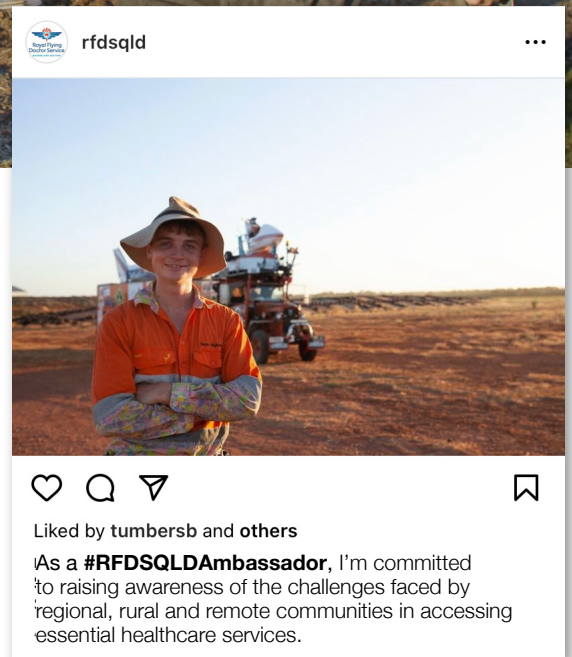 Royal Flying
Doctor Service
rfdsqld
Liked by tumbersb and others
As a #RFDSQLDAmbassador, I'm committed
to raising awareness of the challenges faced by
regional, rural and remote communities in accessing
essential healthcare services.